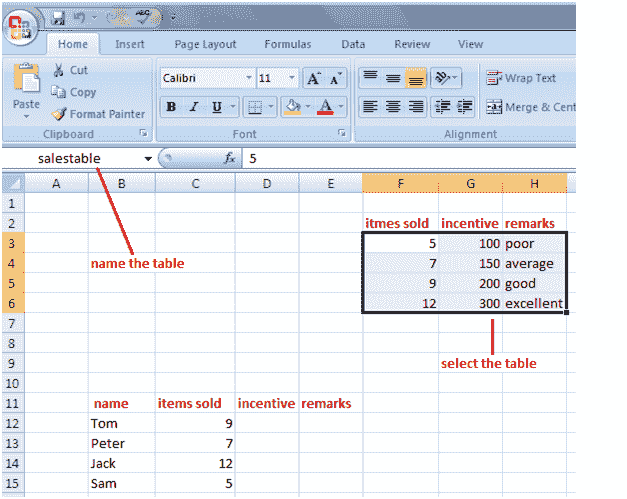 ABC
Home Insert Page Layout Formulas Data Review View
Cut
Copy
Paste
Format Painter
Calibri 11 A A
B I U A
Wrap Text
Merge & Cent
Clipboard Font Alignment
salestable fx 5
A B C D E F G H
1
2 itmes sold incentive remarks
3 5 100 poor
4 name the table 7 150 average
5 9 200 good
6 12 300 excellent
7
8
9 select the table
10
11 name items sold incentive remarks
12 Tom 9
13 Peter 7
14 Jack 12
15 Sam 5